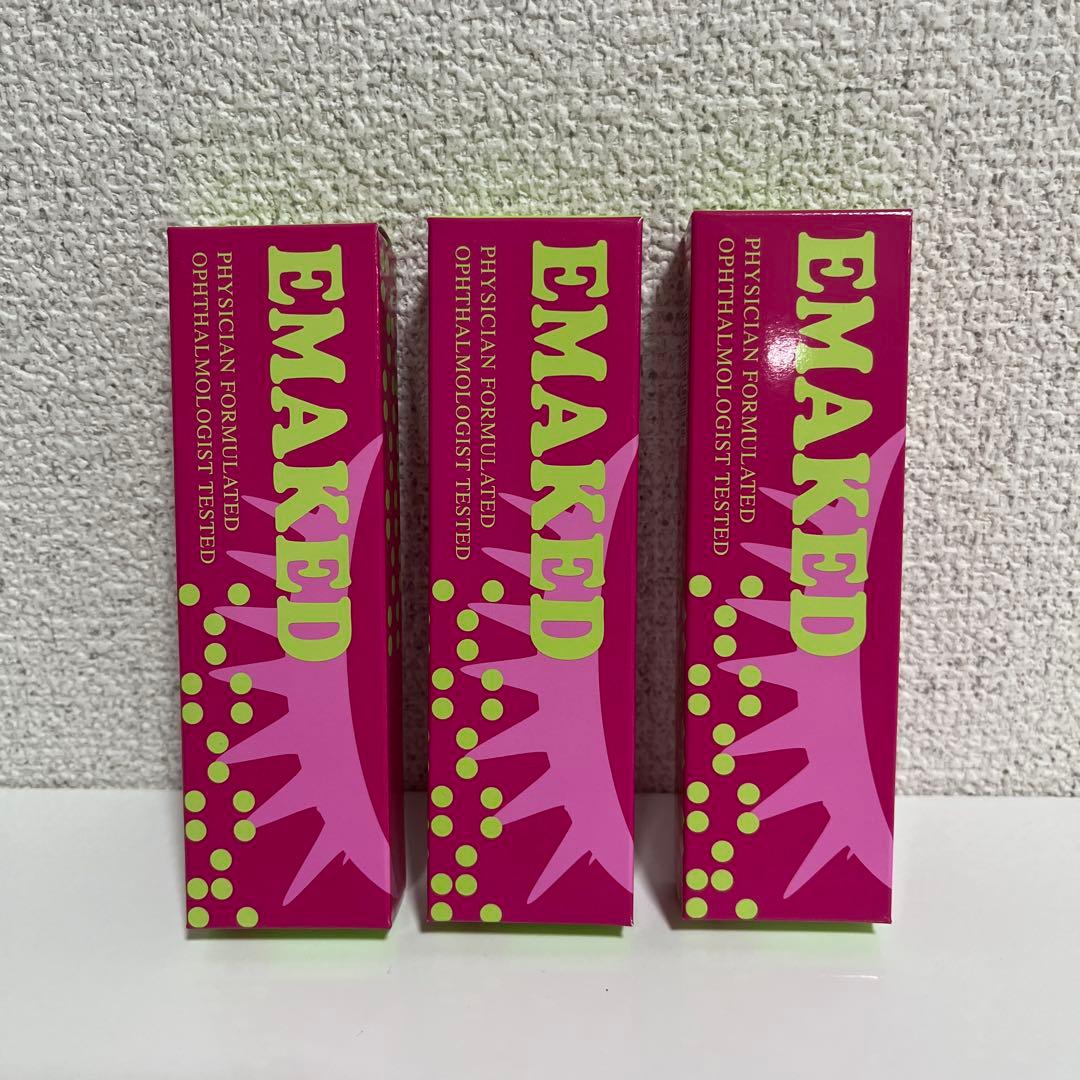 EMAKED
PHYSICIAN FORMULATED
OPHTHALMOLOGIST TESTED
EMAKED
PHYSICIAN FORMULATED
OPHTHALMOLOGIST TESTED
EMAKED
PHYSICIAN FORMULATED
OPHTHALMOLOGIST TESTED